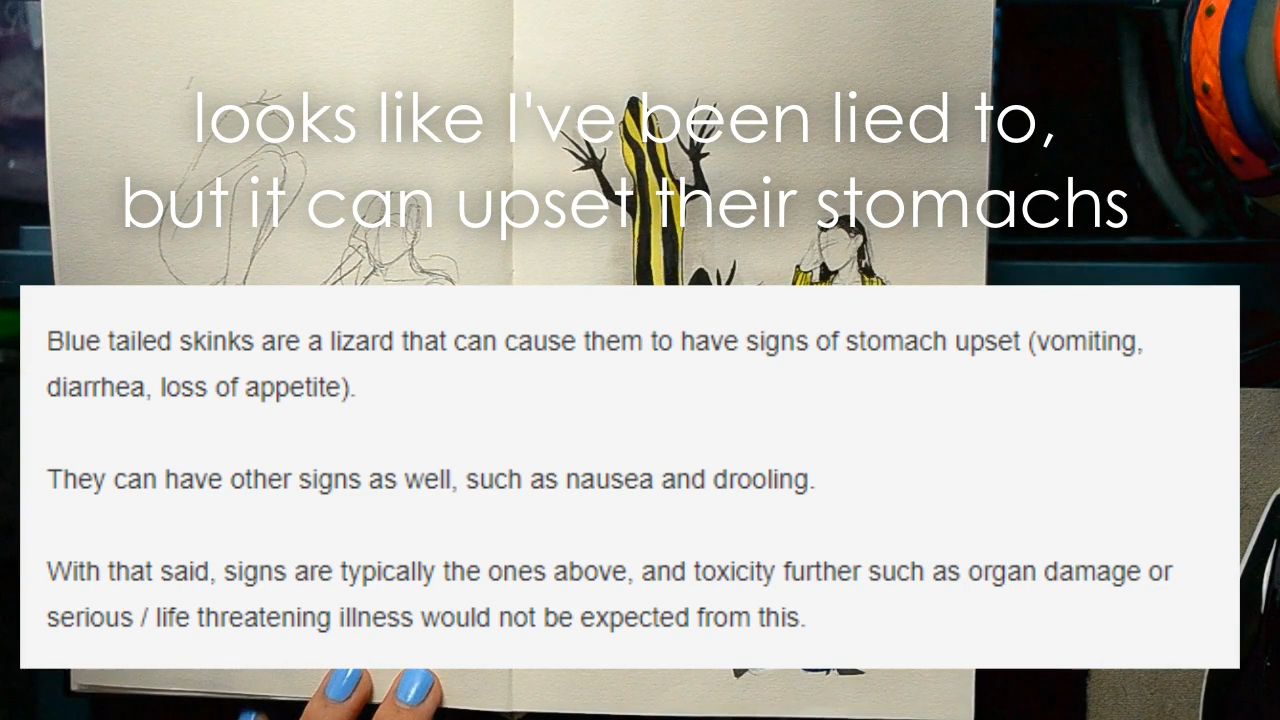 looks like I've been lied to,
but it can upset their stomachs
Blue tailed skinks are a lizard that can cause them to have signs of stomach upset (vomiting,
diarrhea, loss of appetite).
They can have other signs as well, such as nausea and drooling.
With that said, signs are typically the ones above, and toxicity further such as organ damage or
serious / life threatening illness would not be expected from this.